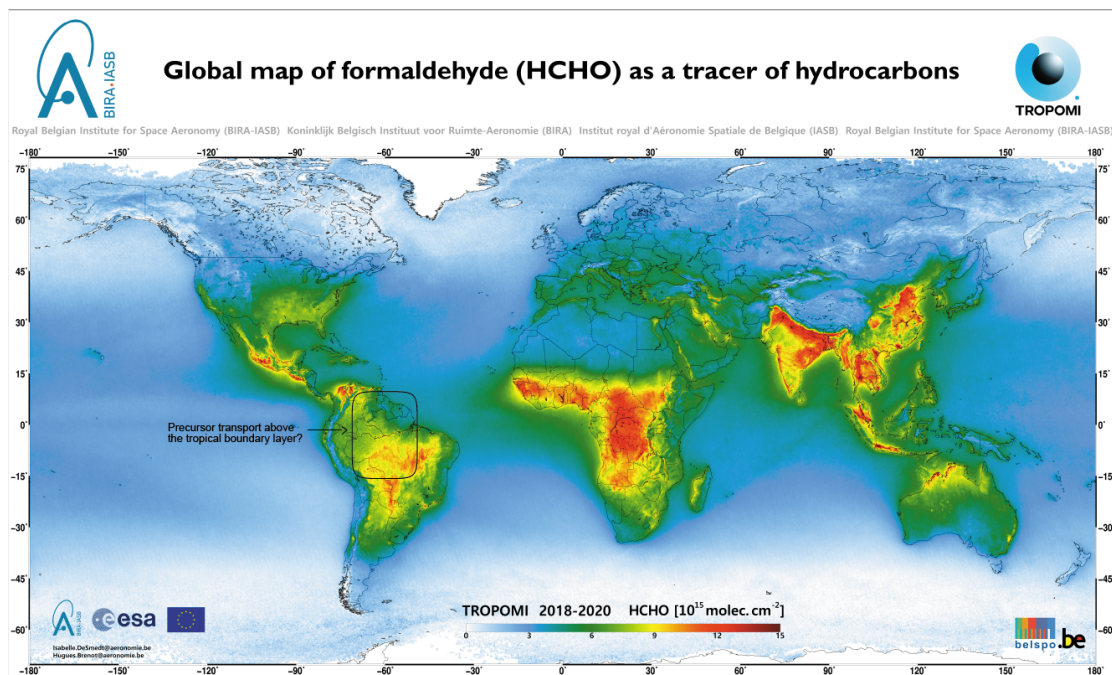 BIRA-IASB
Global map of formaldehyde (HCHO) as a tracer of hydrocarbons
TROPOMI
Royal Belgian Institute for Space Aeronomy (BIRA-IASB) Koninklijk Belgisch Instituut voor Ruimte-Aeronomie (BIRA) Institut royal d'Aéronomie Spatiale de Belgique (IASB) Royal Belgian Institute for Space Aeronomy (BIRA-IASB)
−180° −150° −120° −90° −60° −30° 0° 30° 60° 90° 120° 150° 180°
75° 75°
60° 60°
45° 45°
30° 30°
15° 15°
Precursor transport above
the tropical boundary layer?
0° 0°
−15° −15°
−30° −30°
−45° −45°
−60° −60°
TROPOMI 2018-2020 HCHO [10¹⁵ molec. cm⁻²]
0 3 6 9 12 15
BIRA-IASB
esa
Isabelle.DeSmedt@aeronomie.be
Hugues.Brenot@aeronomie.be
belspo .be
−180° −150° −120° −90° −60° −30° 0° 30° 60° 90° 120° 150° 180°